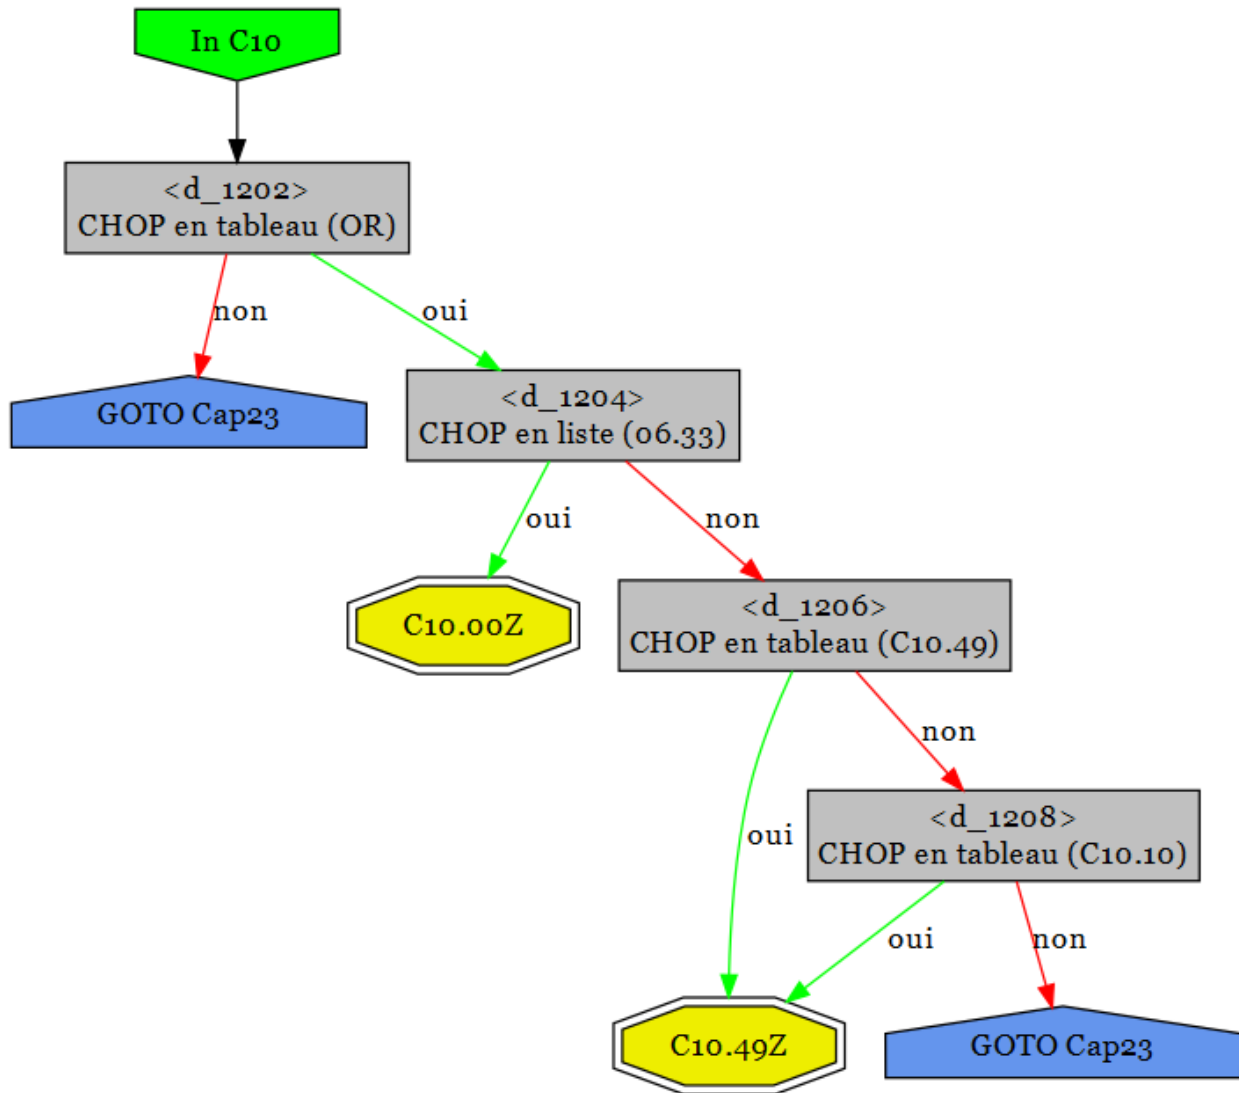 In C10
<d_1202>
CHOP en tableau (OR)
non
oui
GOTO Cap23
<d_1204>
CHOP en liste (06.33)
oui
non
C10.00Z
<d_1206>
CHOP en tableau (C10.49)
non
oui
<d_1208>
CHOP en tableau (C10.10)
oui
non
C10.49Z
GOTO Cap23